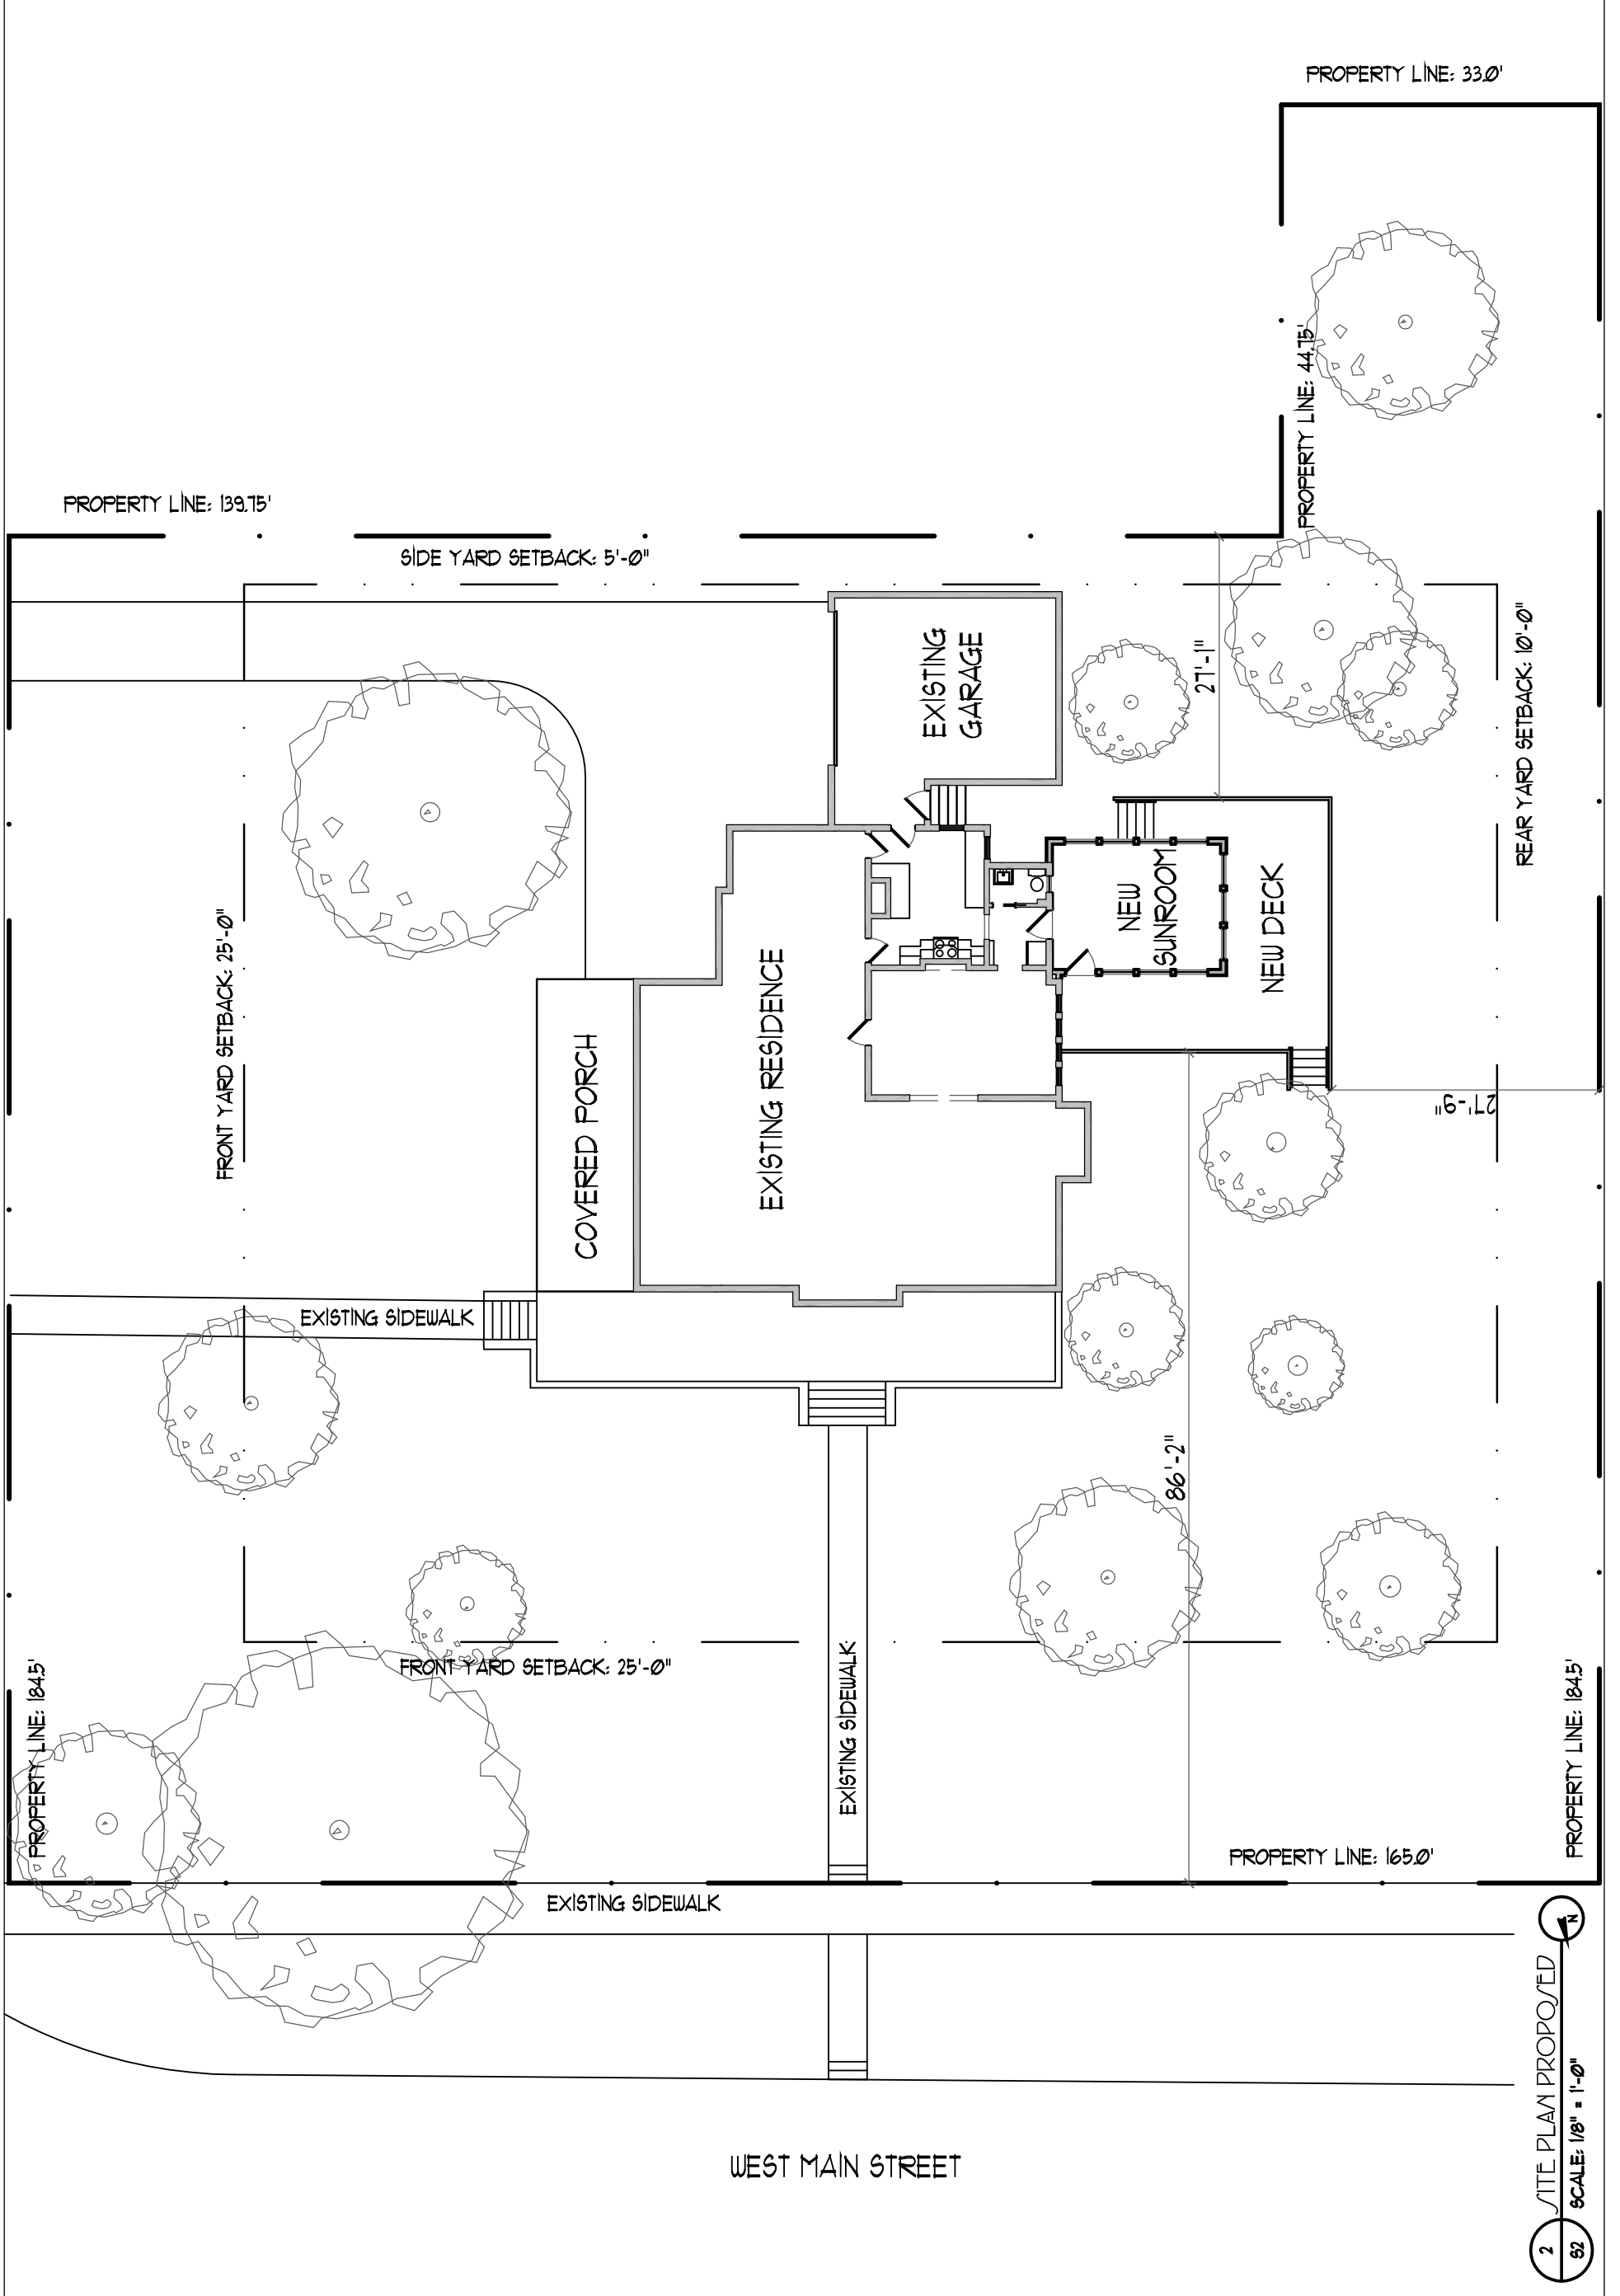 PROPERTY LINE: 33.0'
PROPERTY LINE: 44.75'
PROPERTY LINE: 139.75'
SIDE YARD SETBACK: 5'-0"
EXISTING
GARAGE
27'-1"
REAR YARD SETBACK: 10'-0"
FRONT YARD SETBACK: 25'-0"
NEW
SUNROOM
NEW DECK
EXISTING RESIDENCE
COVERED PORCH
27'-9"
EXISTING SIDEWALK
86'-2"
FRONT YARD SETBACK: 25'-0"
EXISTING SIDEWALK
PROPERTY LINE: 184.5'
PROPERTY LINE: 184.5'
PROPERTY LINE: 165.0'
EXISTING SIDEWALK
N
WEST MAIN STREET
2
S2
SITE PLAN PROPOSED
SCALE: 1/8" = 1'-0"